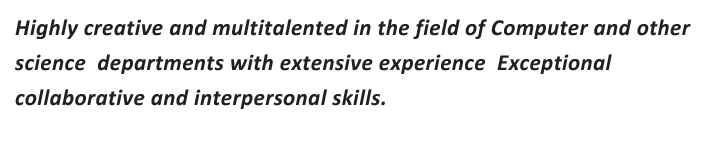 Highly creative and multitalented in the field of Computer and other
science  departments with extensive experience  Exceptional
collaborative and interpersonal skills.